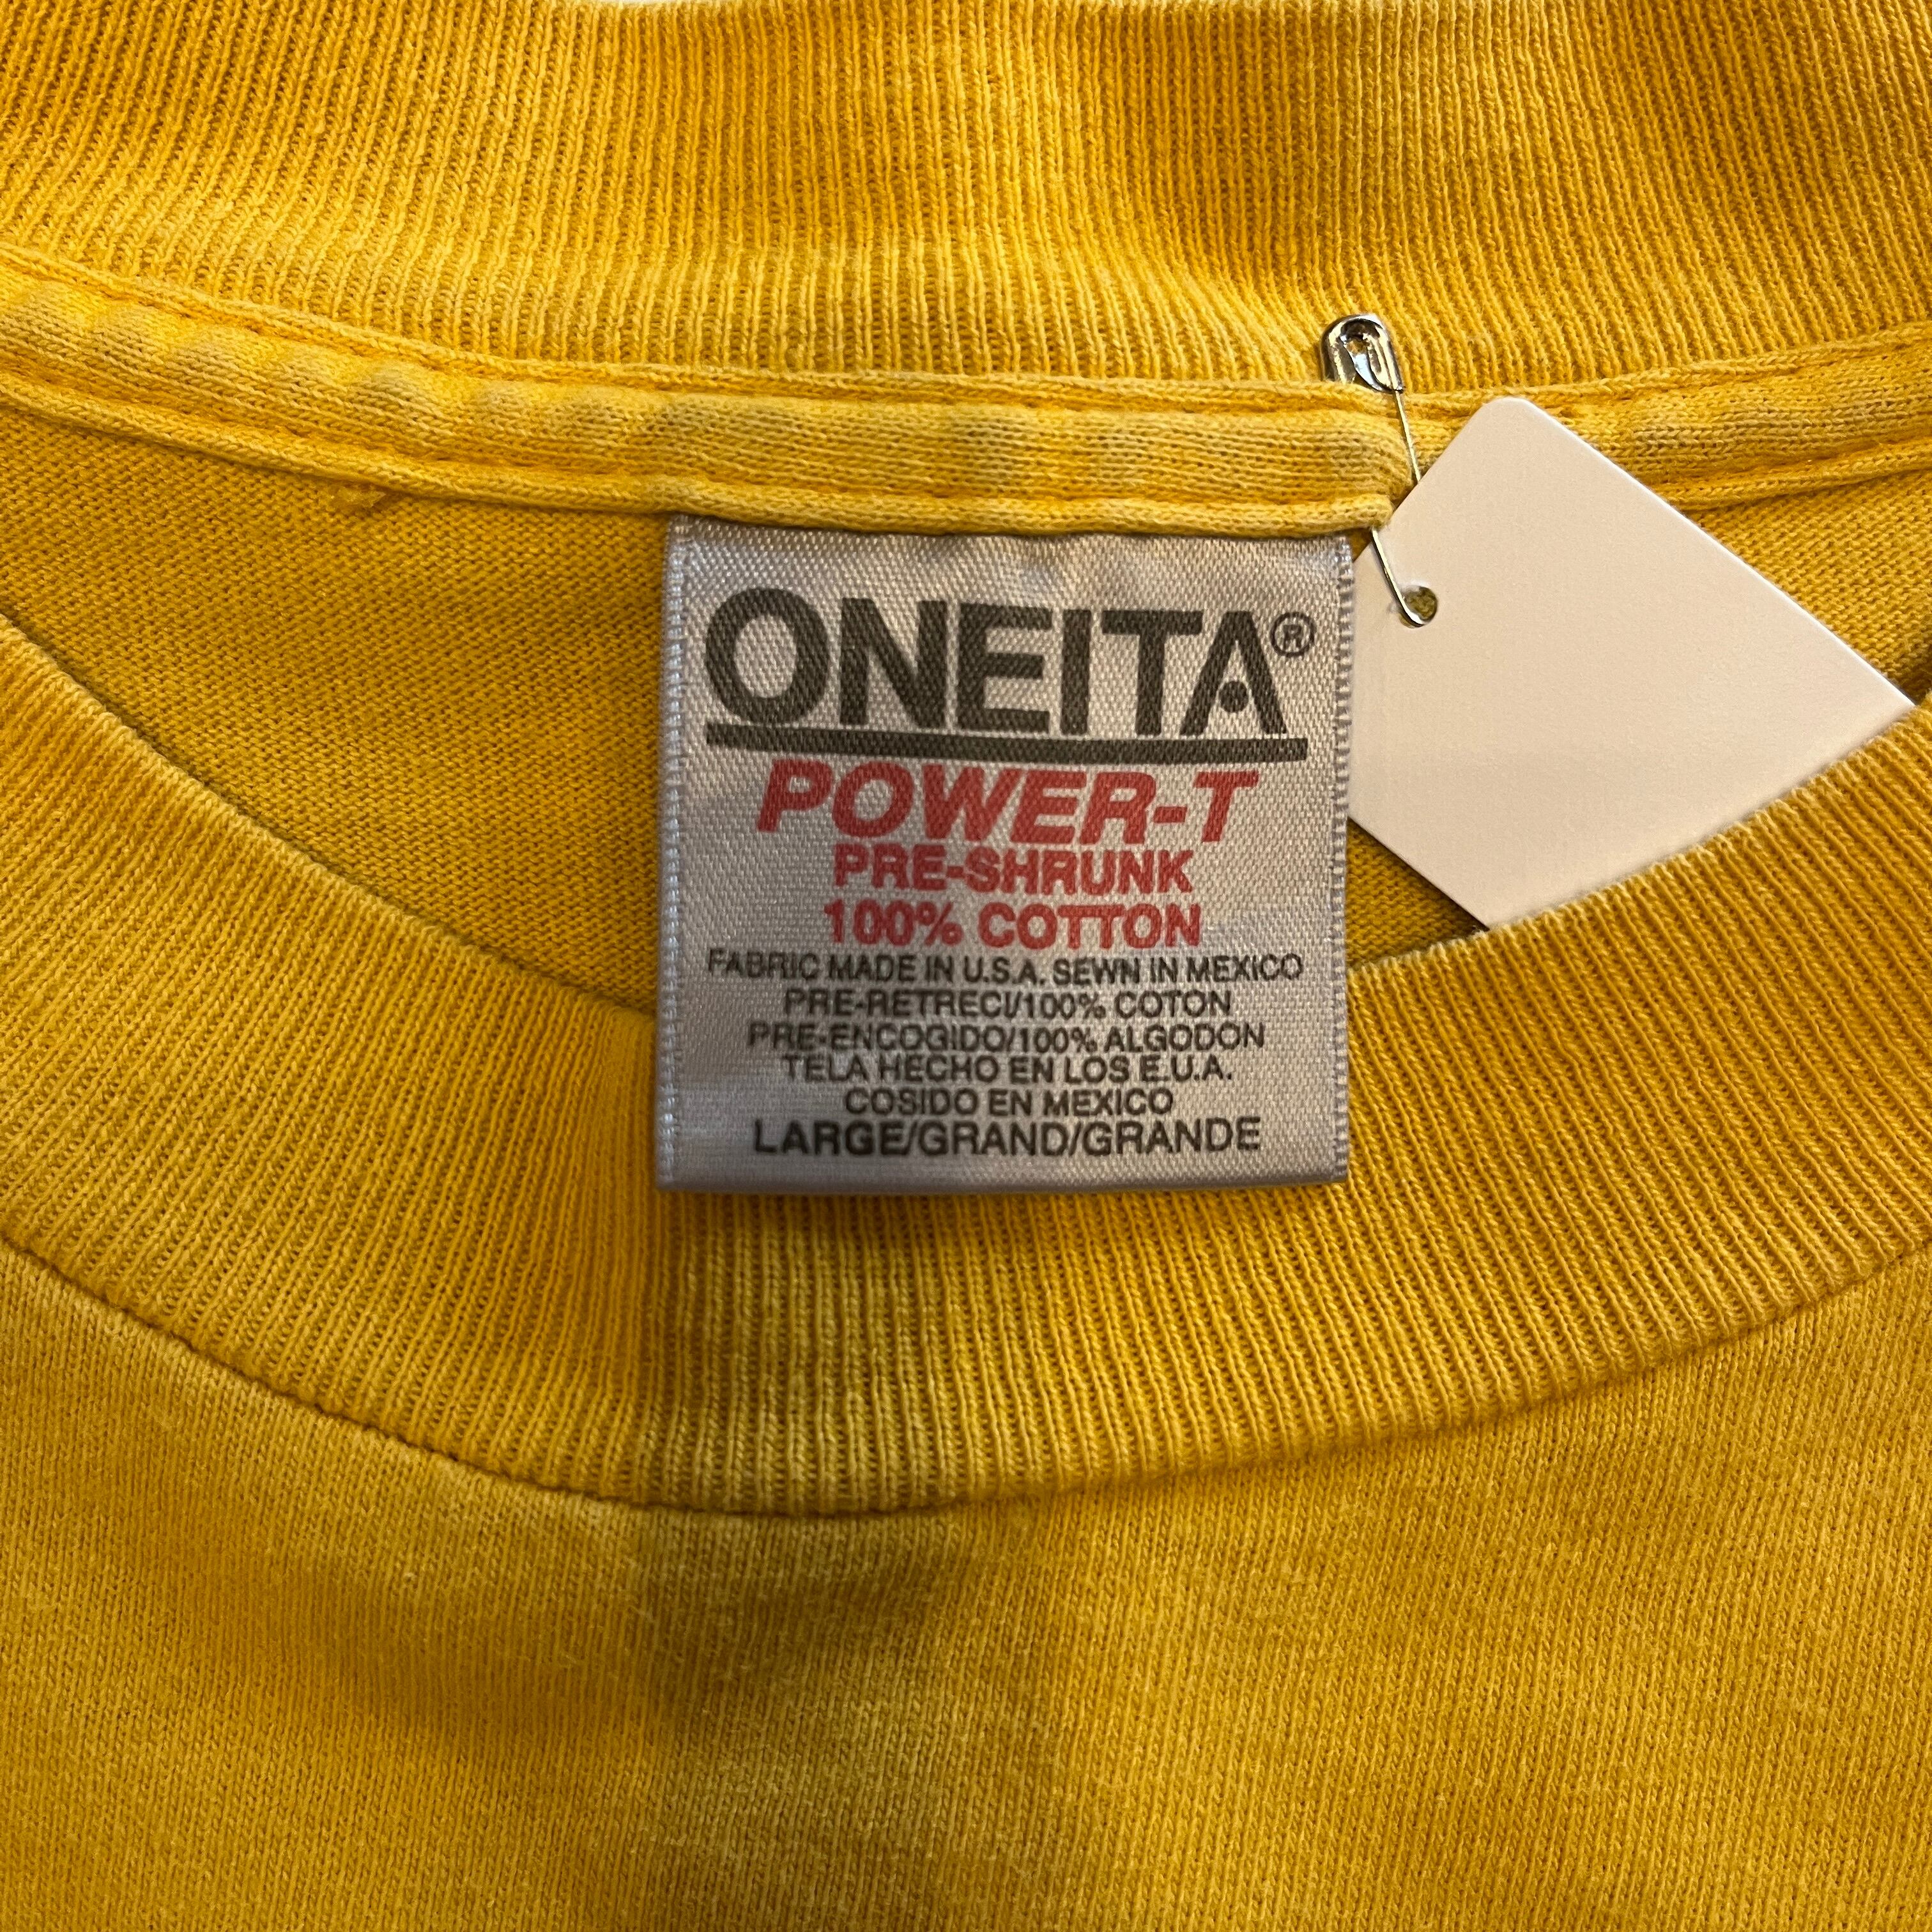 ONEITA®
POWER-T
PRE-SHRUNK
100% COTTON
FABRIC MADE IN U.S.A. SEWN IN MEXICO
PRE-RETRECI/100% COTON
PRE-ENCOGIDO/100% ALGODON
TELA HECHO EN LOS E.U.A.
COSIDO EN MEXICO
LARGE/GRAND/GRANDE